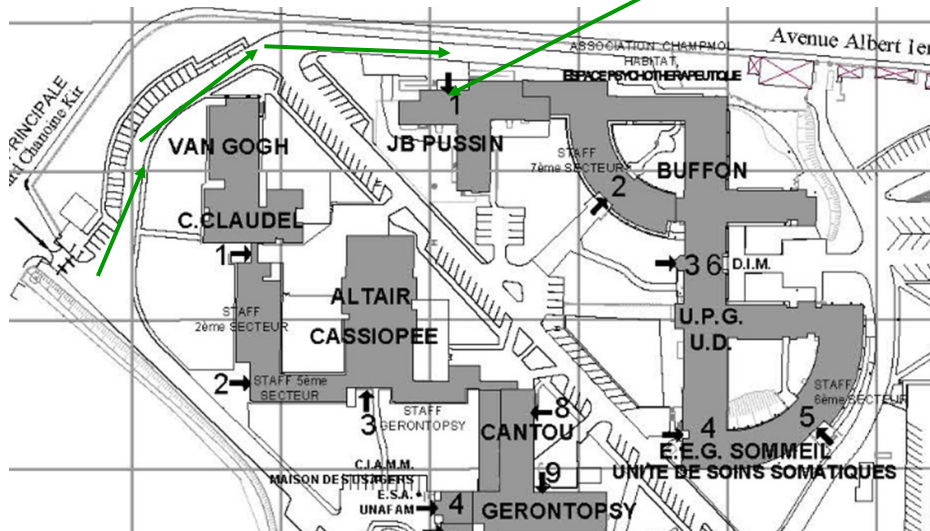 Avenue Albert 1er
ASSOCIATION CHAMPMOL
HABITAT,
ESPACE PSYCHOTHERAPEUTIQUE
PRINCIPALE
Chanoine Kir
1
VAN GOGH
JB PUSSIN
STAFF
7ème SECTEUR
2
BUFFON
C.CLAUDEL
1
3 6
D.I.M.
ALTAIR
CASSIOPEE
STAFF
2ème SECTEUR
U.P.G.
U.D.
2
STAFF 5ème
SECTEUR
3
STAFF
GERONTOPSY
8
CANTOU
STAFF
6ème SECTEUR
4
5
E.E.G. SOMMEIL
UNITE DE SOINS SOMATIQUES
C.I.A.M.M.
MAISON DES USAGERS
E.S.A.
UNAFAM
4
9
GERONTOPSY